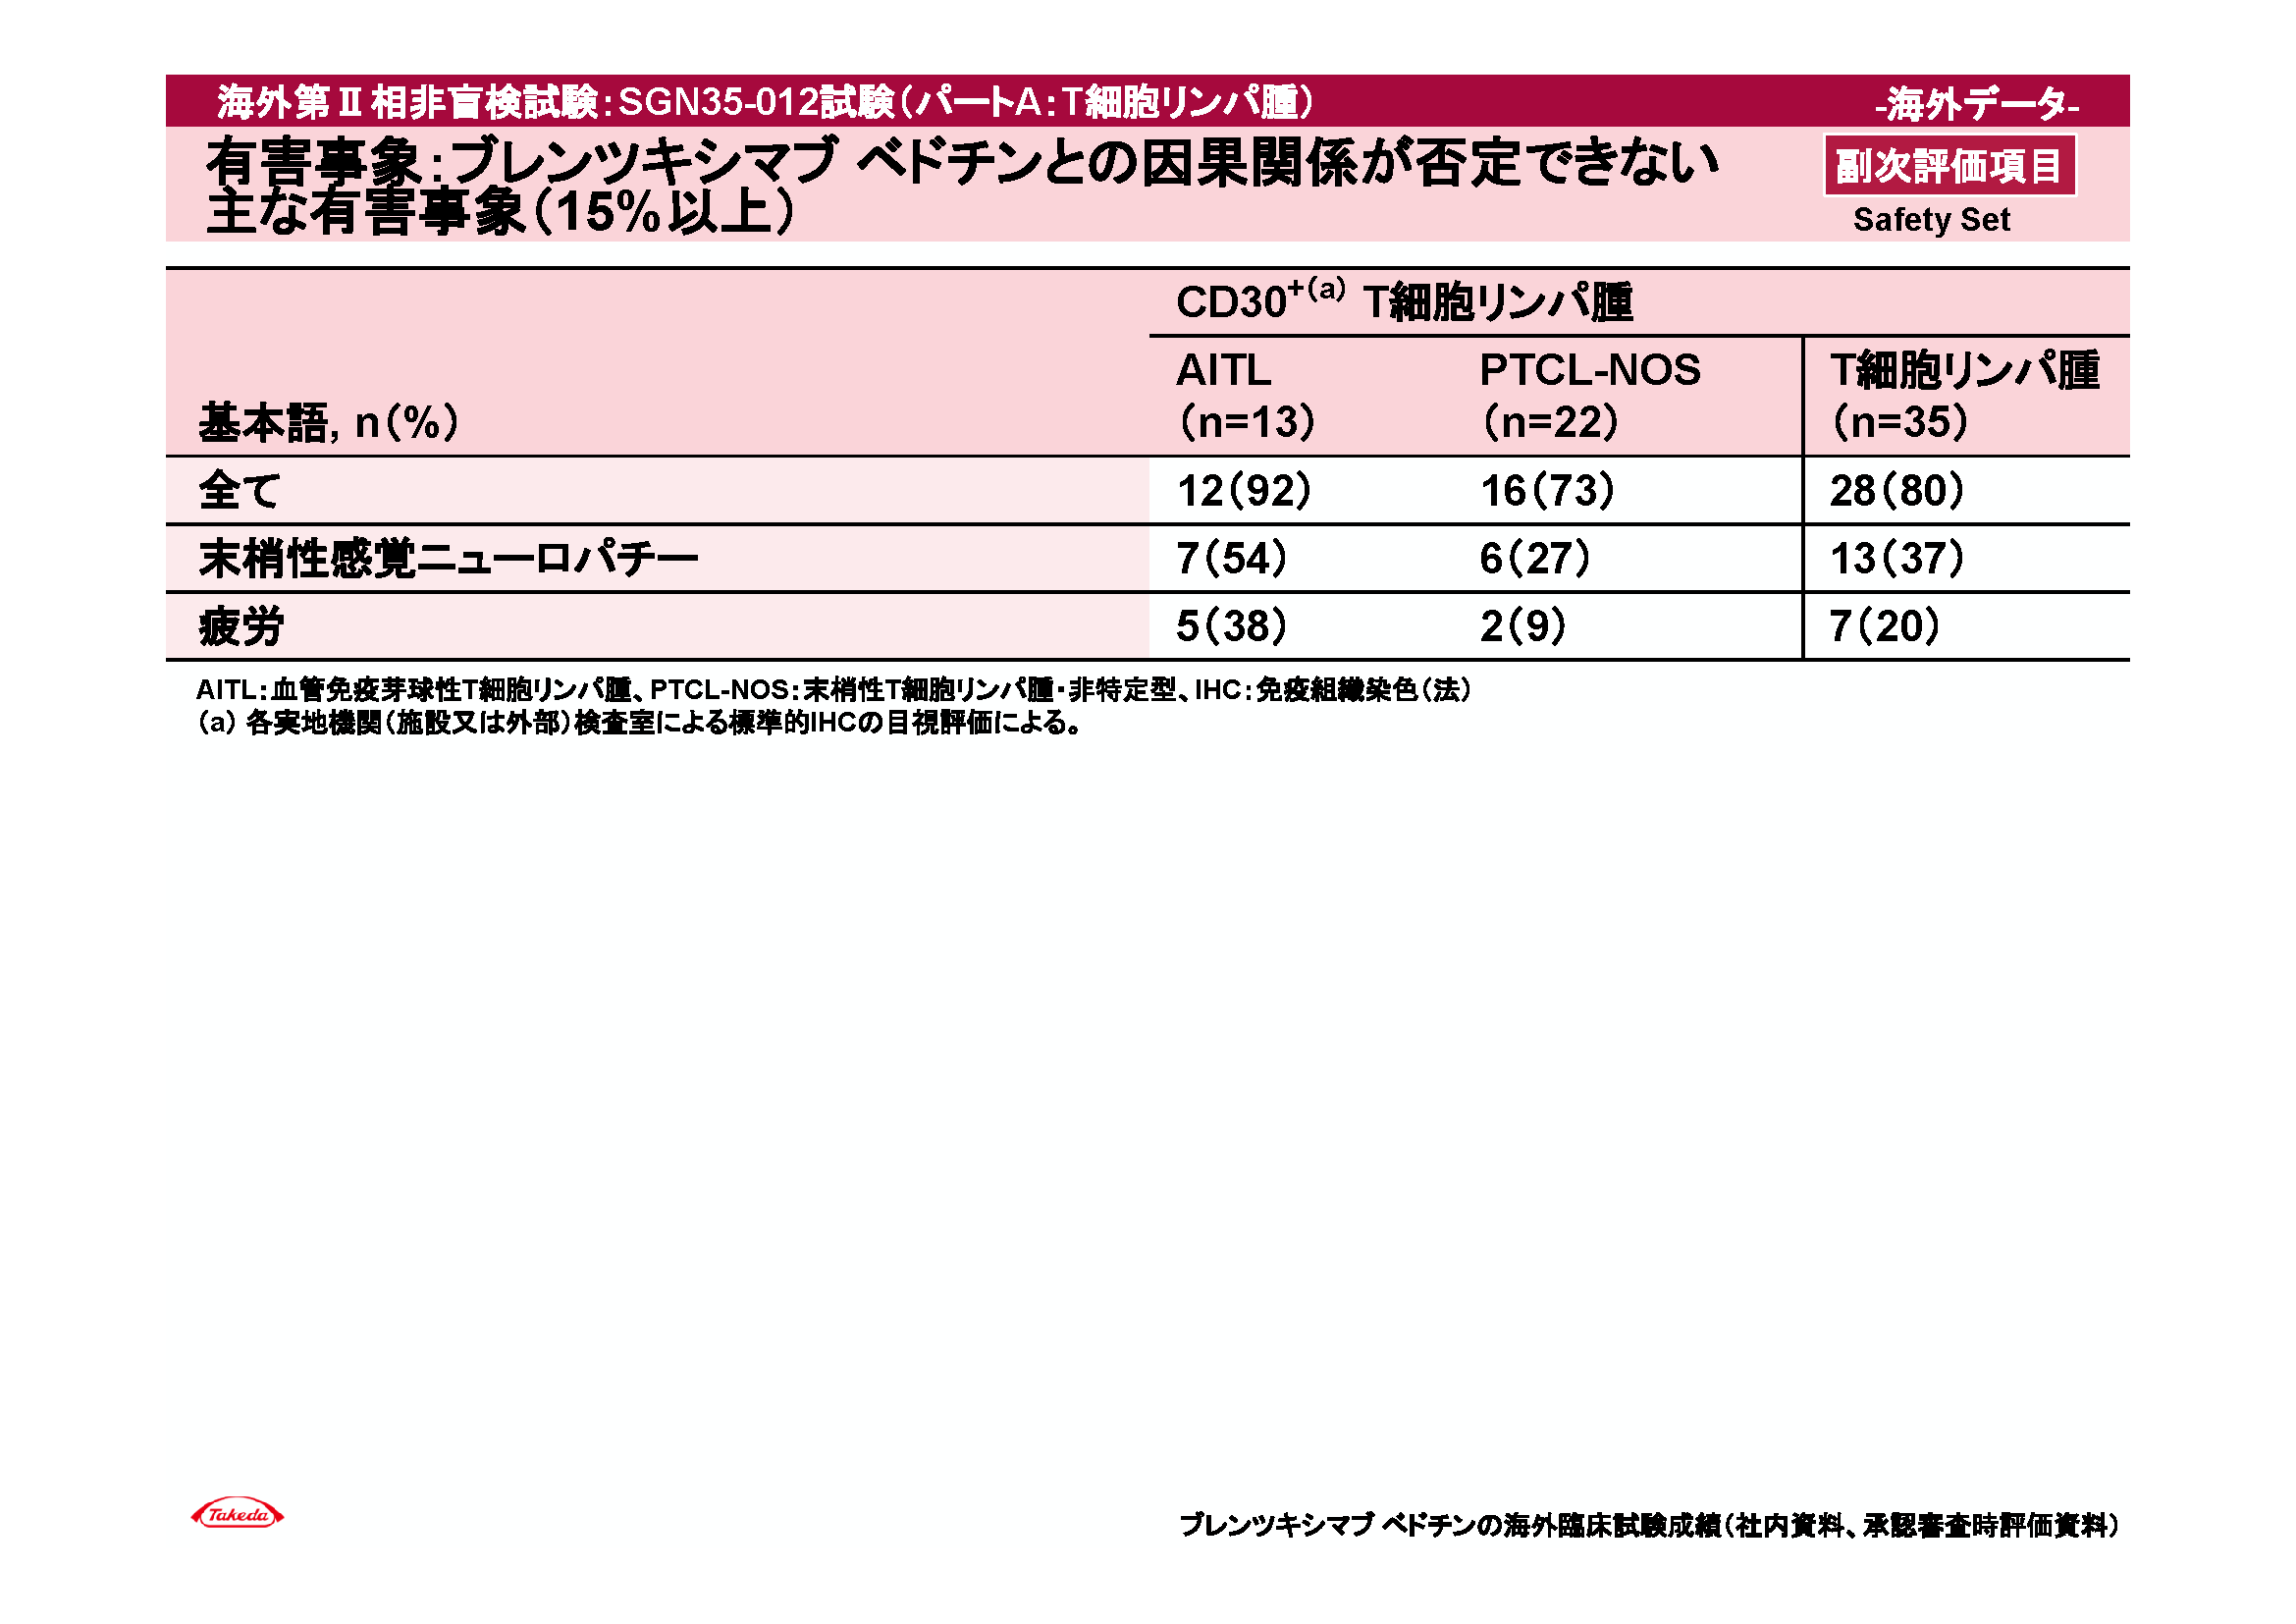 海外第Ⅱ相非盲検試験：SGN35-012試験（パートA：T細胞リンパ腫）
-海外データ-
有害事象：ブレンツキシマブ ベドチンとの因果関係が否定できない
主な有害事象（15％以上）
副次評価項目
Safety Set
CD30+（a） T細胞リンパ腫
AITL PTCL-NOS T細胞リンパ腫
基本語, n（％） （n=13） （n=22） （n=35）
全て 12（92） 16（73） 28（80）
末梢性感覚ニューロパチー 7（54） 6（27） 13（37）
疲労 5（38） 2（9） 7（20）
AITL：血管免疫芽球性T細胞リンパ腫、PTCL-NOS：末梢性T細胞リンパ腫・非特定型、IHC：免疫組織染色（法）
（a） 各実地機関（施設又は外部）検査室による標準的IHCの目視評価による。
Takeda
ブレンツキシマブ ベドチンの海外臨床試験成績（社内資料、承認審査時評価資料）